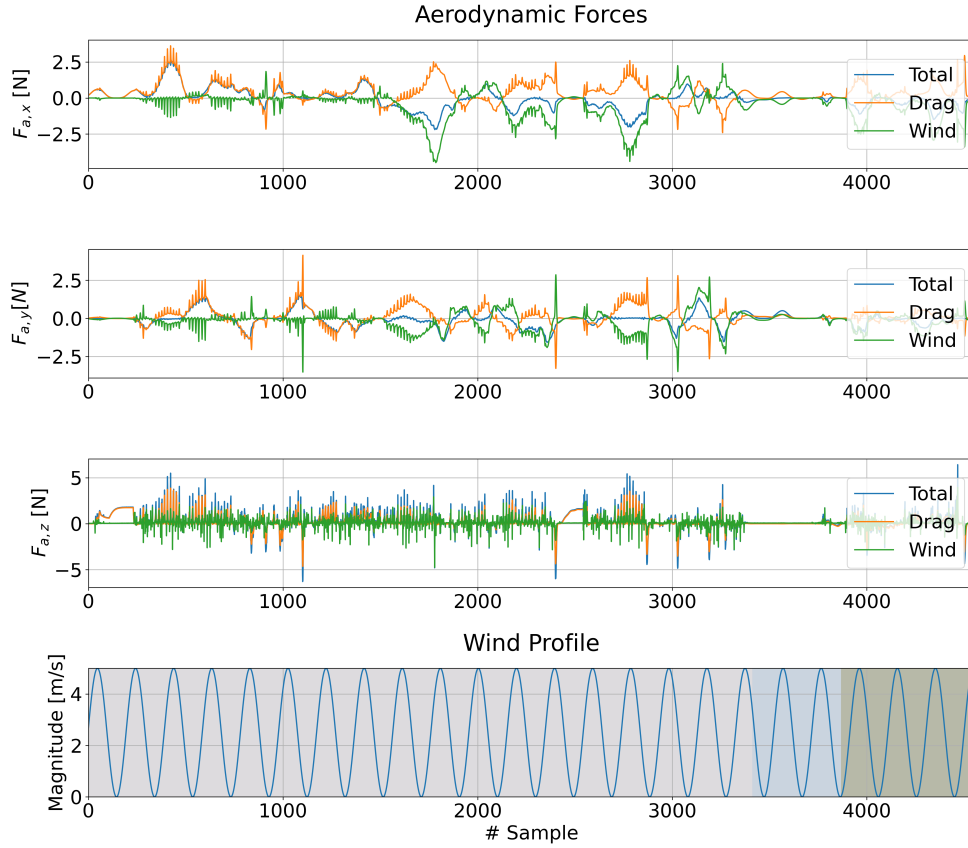 Aerodynamic Forces
F_{a,x} [N]
2.5
0.0
−2.5
0 1000 2000 3000 4000
Total
Drag
Wind
F_{a,y}[N]
2.5
0.0
−2.5
0 1000 2000 3000 4000
Total
Drag
Wind
F_{a,z} [N]
5
0
−5
0 1000 2000 3000 4000
Total
Drag
Wind
Wind Profile
Magnitude [m/s]
4
2
0
0 1000 2000 3000 4000
# Sample